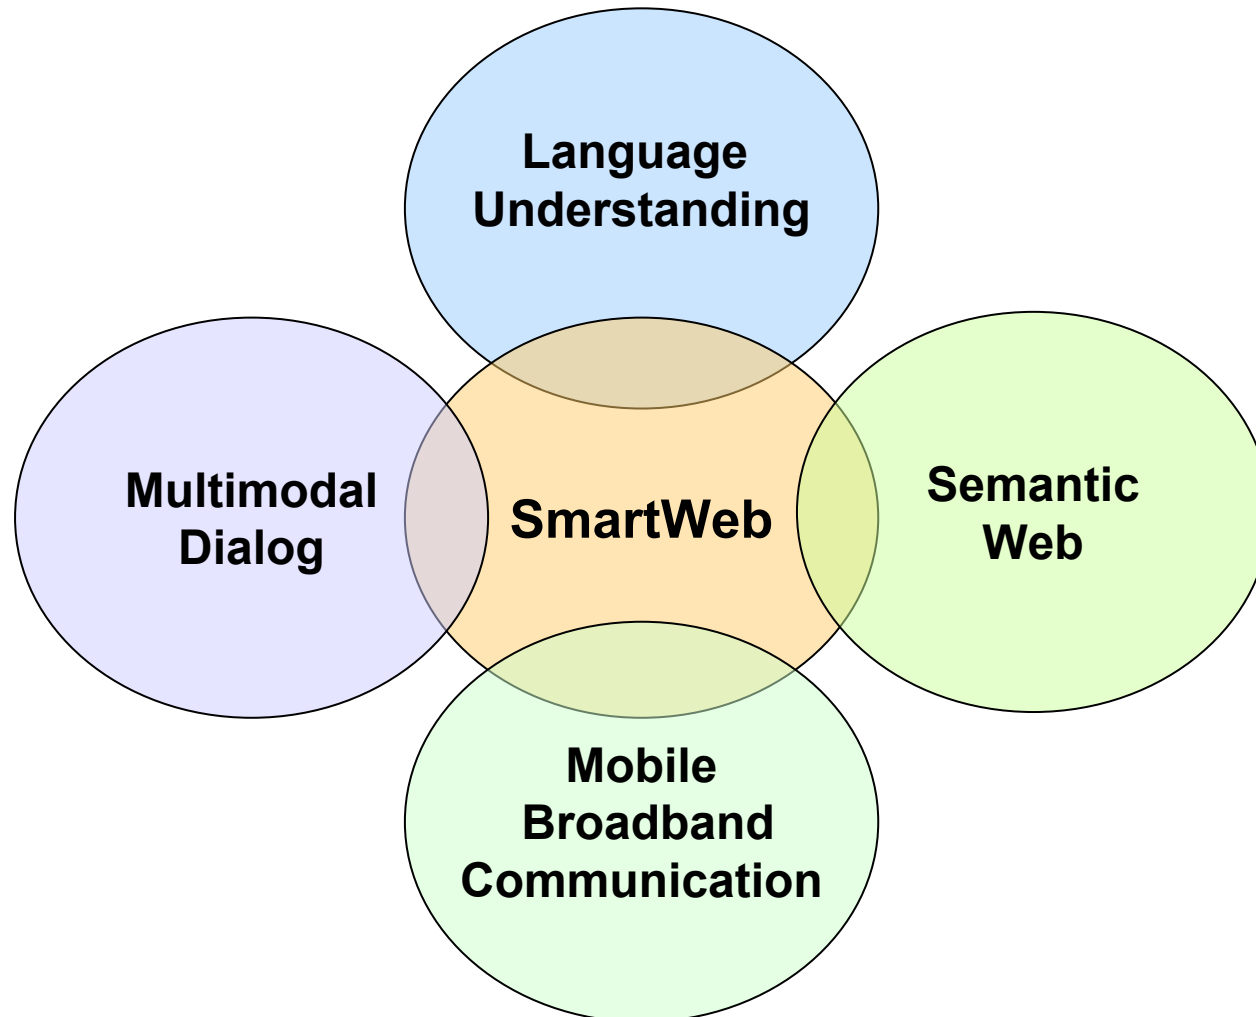 Language
Understanding
Multimodal
Dialog
SmartWeb
Semantic
Web
Mobile
Broadband
Communication